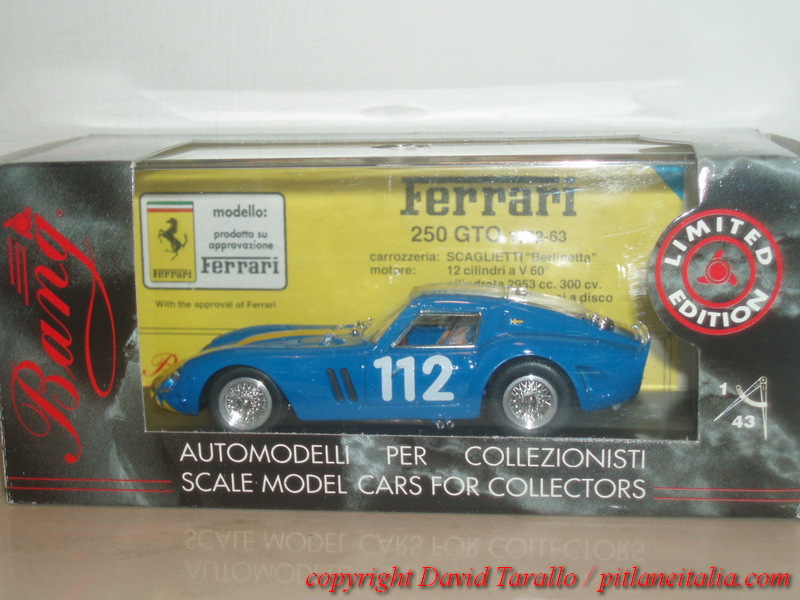 Bang
modello:
prodotto su
approvazione
Ferrari
Ferrari
With the approval of Ferrari
Ferrari
250 GTO
carrozzeria: SCAGLIETTI "Berlinetta"
motore: 12 cilindri a V 60
2953 cc. 300 cv.
a disco
LIMITED
EDITION
1
43
112
AUTOMODELLI PER COLLEZIONISTI
SCALE MODEL CARS FOR COLLECTORS
copyright David Tarallo / pitlaneitalia.com